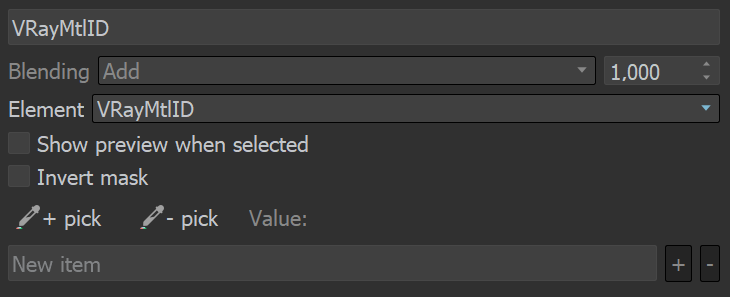 VRayMtlID
Blending Add 1,000
Element VRayMtlID
Show preview when selected
Invert mask
+ pick - pick Value:
New item + -